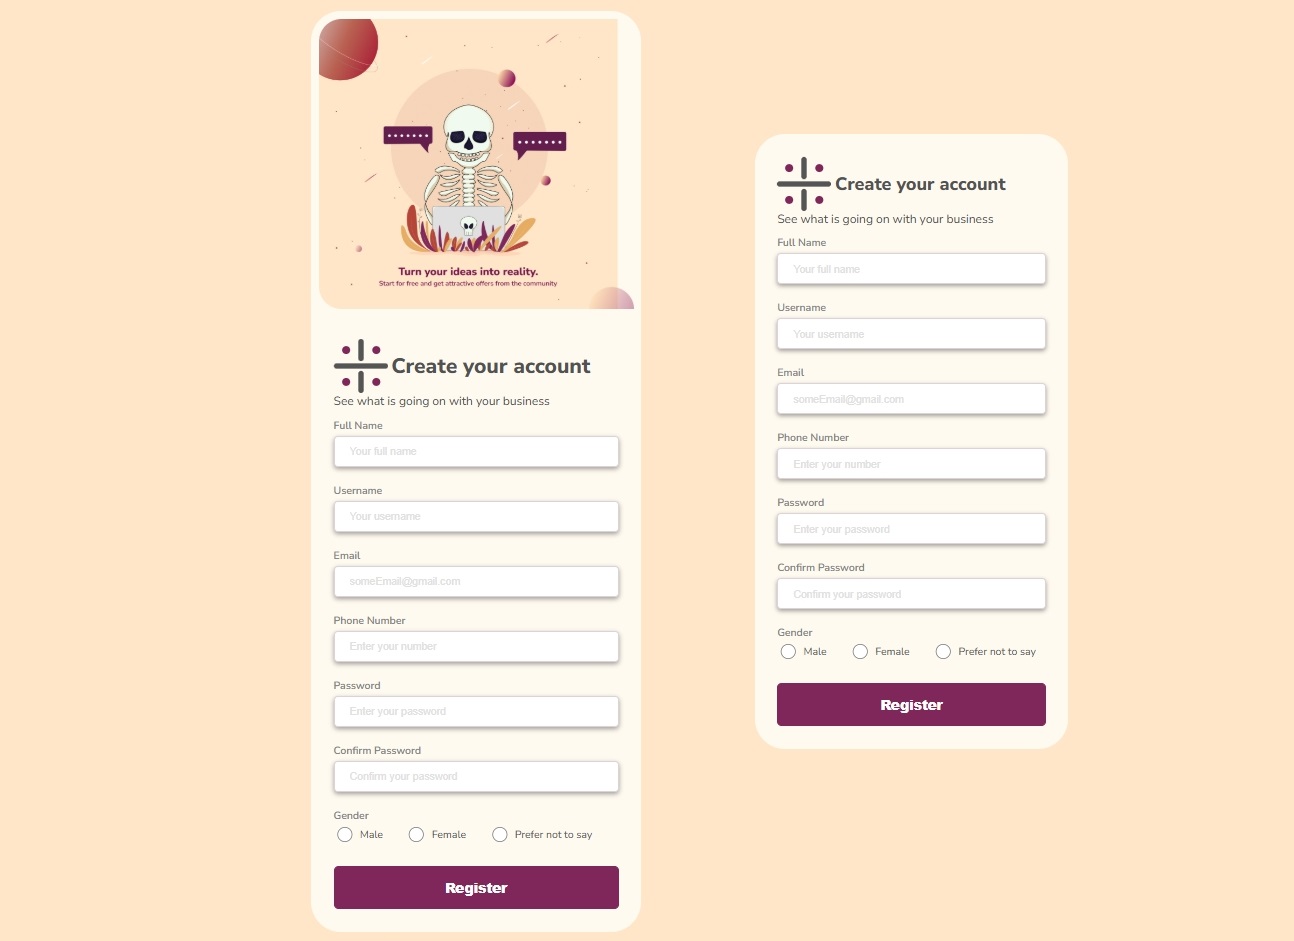 Turn your ideas into reality.
Start for free and get attractive offers from the community
Create your account
See what is going on with your business
Full Name
Your full name
Username
Your username
Email
someEmail@gmail.com
Phone Number
Enter your number
Password
Enter your password
Confirm Password
Confirm your password
Gender
Male Female Prefer not to say
Register
Create your account
See what is going on with your business
Full Name
Your full name
Username
Your username
Email
someEmail@gmail.com
Phone Number
Enter your number
Password
Enter your password
Confirm Password
Confirm your password
Gender
Male Female Prefer not to say
Register